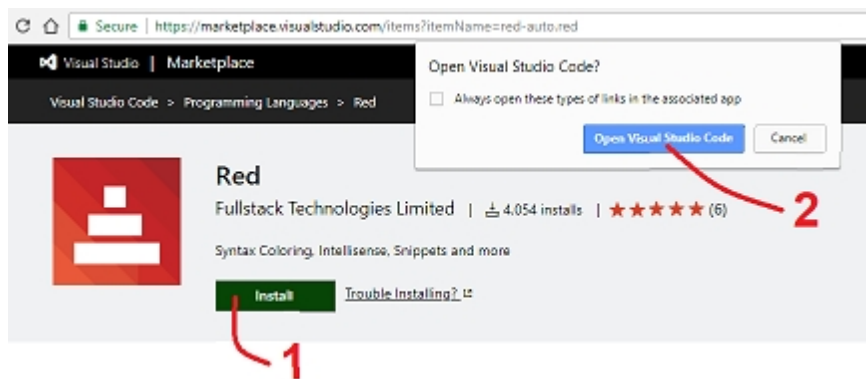 Secure | https://marketplace.visualstudio.com/items?itemName=red-auto.red
Visual Studio | Marketplace
Visual Studio Code > Programming Languages > Red
Open Visual Studio Code?
Always open these types of links in the associated app
Open Visual Studio Code Cancel
2
Red
Fullstack Technologies Limited | 4.054 installs | ★★★★★ (6)
Syntax Coloring, Intellisense, Snippets and more
Install Trouble Installing?
1